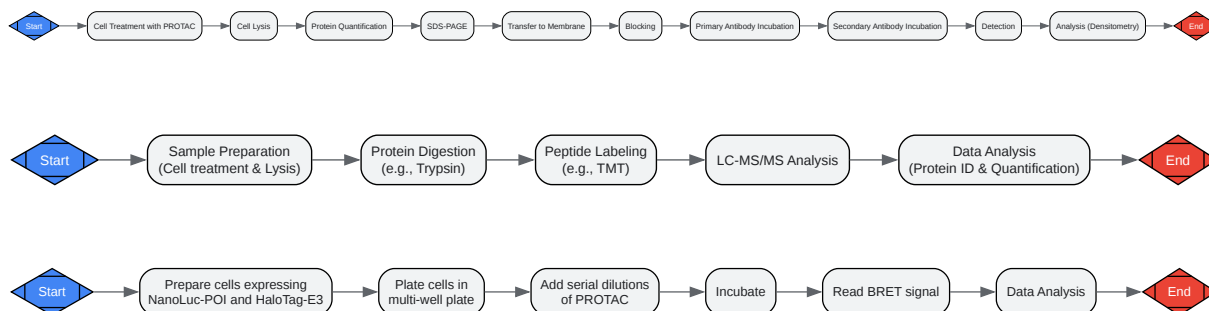 Start
Cell Treatment with PROTAC
Cell Lysis
Protein Quantification
SDS-PAGE
Transfer to Membrane
Blocking
Primary Antibody Incubation
Secondary Antibody Incubation
Detection
Analysis (Densitometry)
End
Start
Sample Preparation
(Cell treatment & Lysis)
Protein Digestion
(e.g., Trypsin)
Peptide Labeling
(e.g., TMT)
LC-MS/MS Analysis
Data Analysis
(Protein ID & Quantification)
End
Start
Prepare cells expressing
NanoLuc-POI and HaloTag-E3
Plate cells in
multi-well plate
Add serial dilutions
of PROTAC
Incubate
Read BRET signal
Data Analysis
End